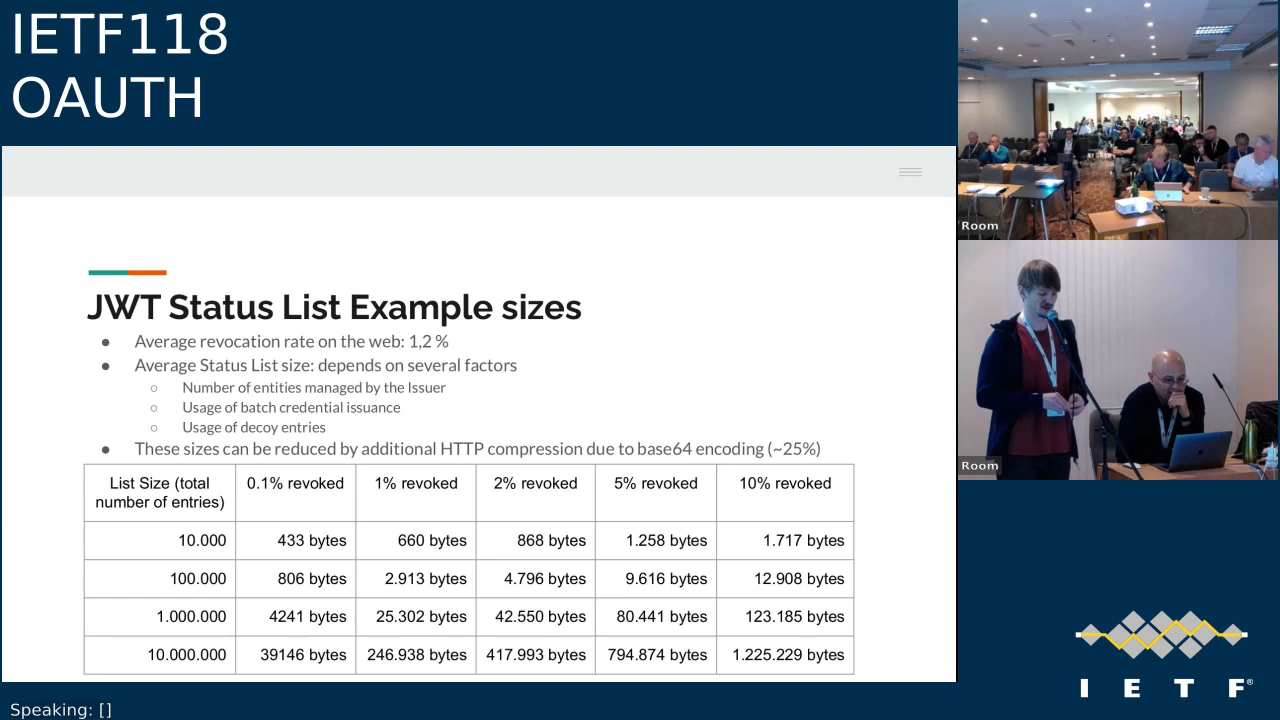 IETF118
OAUTH
JWT Status List Example sizes
● Average revocation rate on the web: 1,2 %
● Average Status List size: depends on several factors
○ Number of entities managed by the Issuer
○ Usage of batch credential issuance
○ Usage of decoy entries
● These sizes can be reduced by additional HTTP compression due to base64 encoding (~25%)
List Size (total number of entries) 0.1% revoked 1% revoked 2% revoked 5% revoked 10% revoked
10.000 433 bytes 660 bytes 868 bytes 1.258 bytes 1.717 bytes
100.000 806 bytes 2.913 bytes 4.796 bytes 9.616 bytes 12.908 bytes
1.000.000 4241 bytes 25.302 bytes 42.550 bytes 80.441 bytes 123.185 bytes
10.000.000 39146 bytes 246.938 bytes 417.993 bytes 794.874 bytes 1.225.229 bytes
Speaking: []
Room
Room
I E T F®